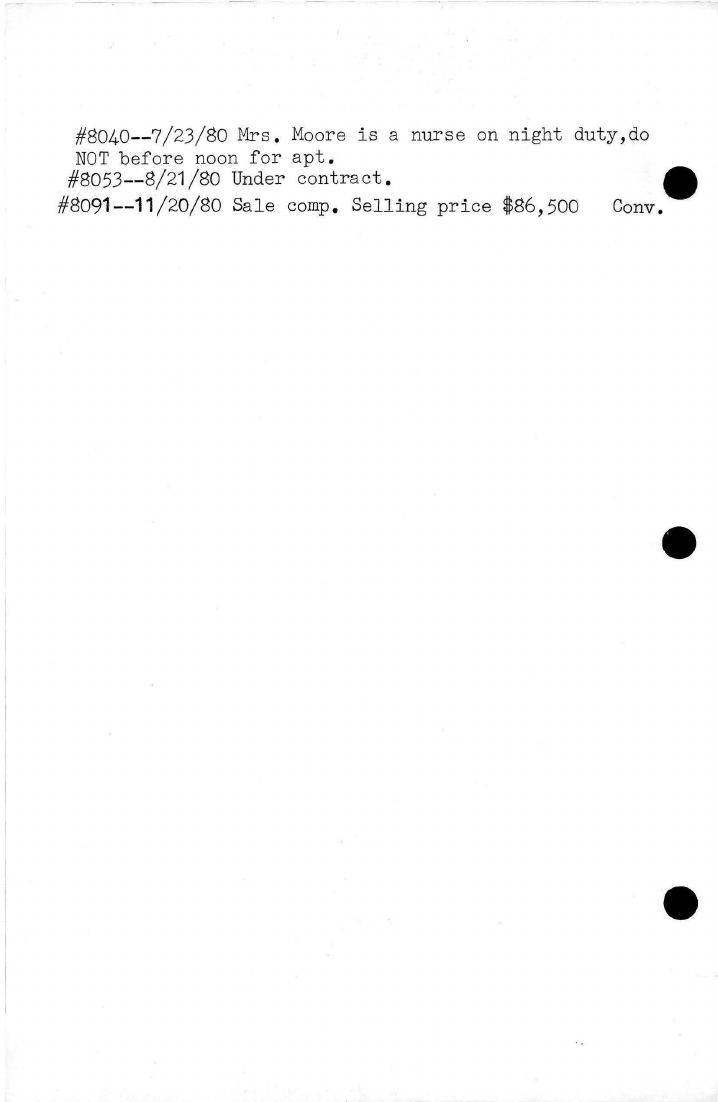 #8040--7/23/80 Mrs. Moore is a nurse on night duty,do
NOT before noon for apt.
#8053--8/21/80 Under contract.
#8091--11/20/80 Sale comp. Selling price $86,500 Conv.